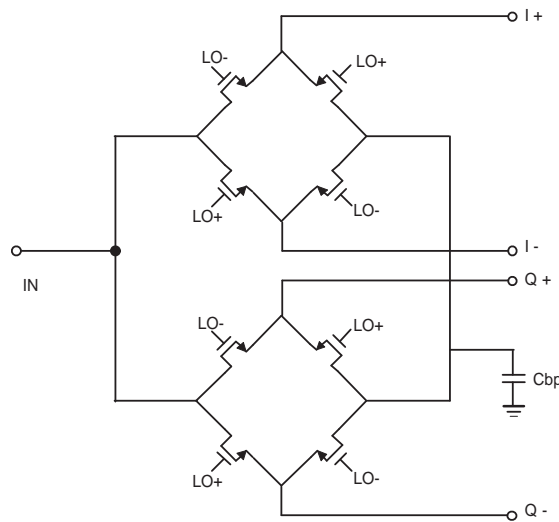 I +
LO-
LO+
LO+
LO-
I -
IN
Q +
LO-
LO+
Cbp
LO+
LO-
Q -